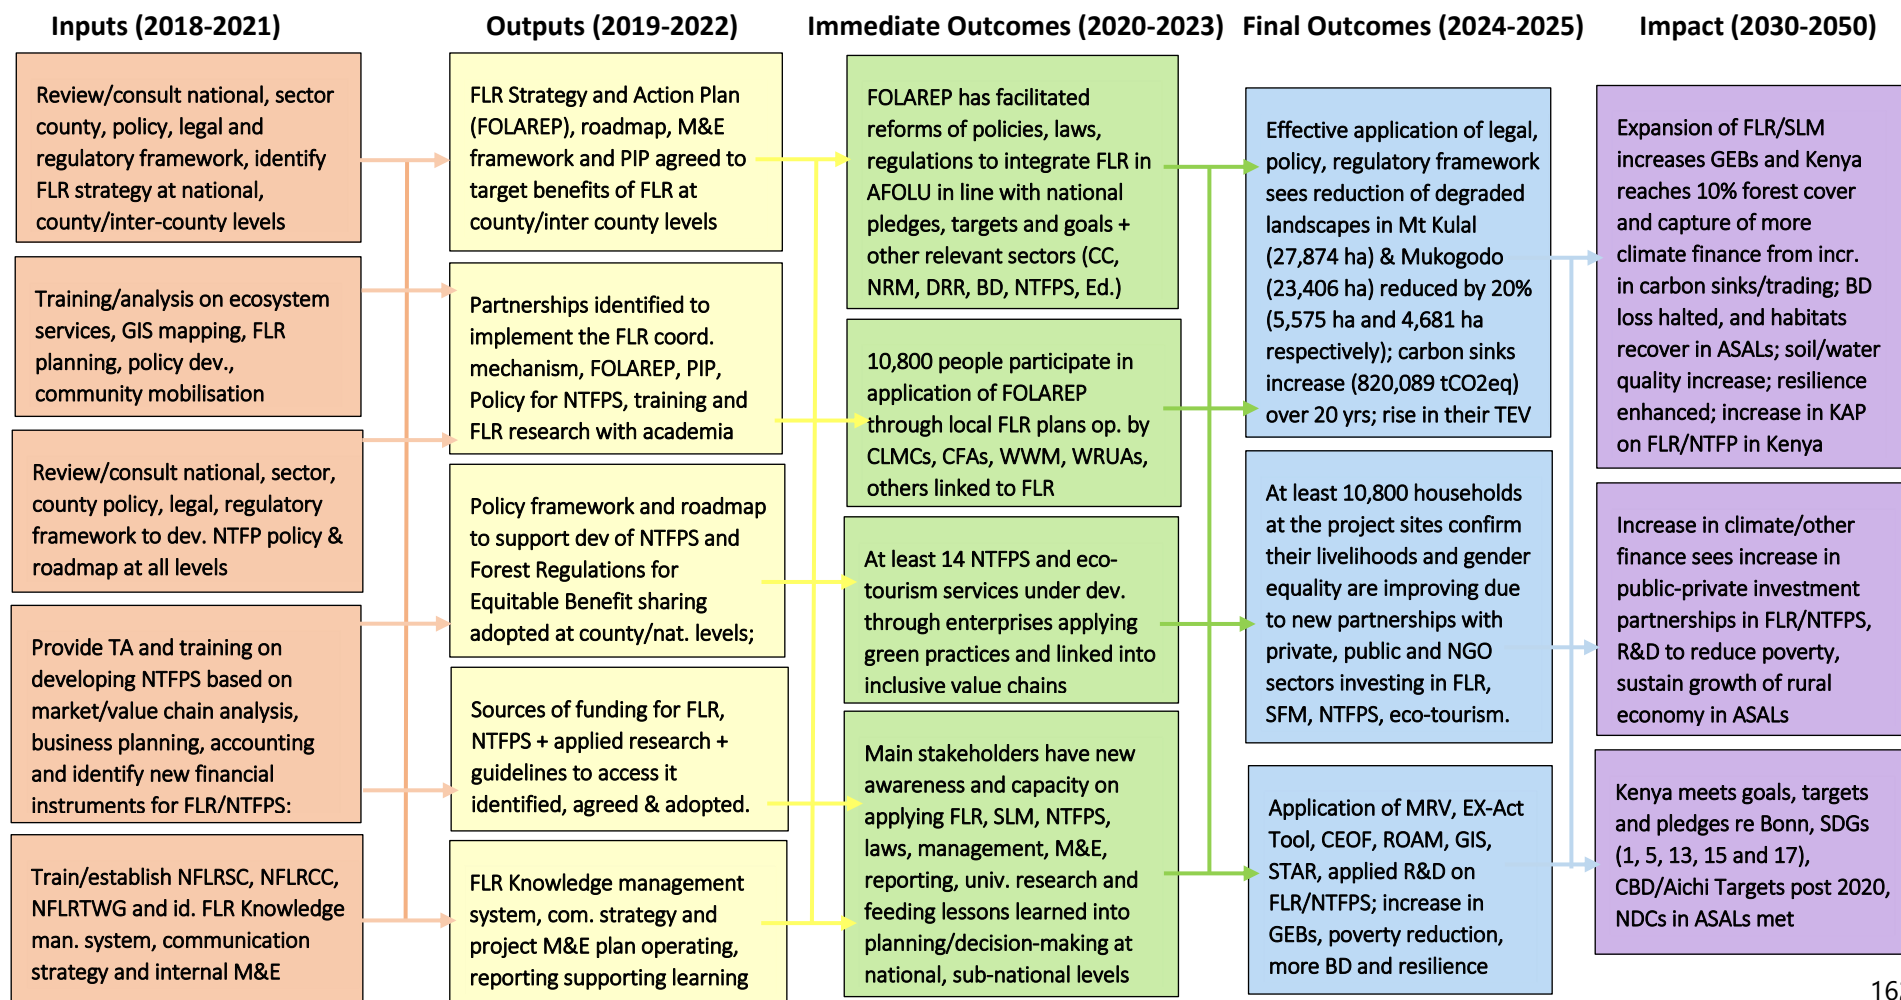 Inputs (2018-2021)
Outputs (2019-2022)
Immediate Outcomes (2020-2023)
Final Outcomes (2024-2025)
Impact (2030-2050)
Review/consult national, sector
county, policy, legal and
regulatory framework, identify
FLR strategy at national,
county/inter-county levels
Training/analysis on ecosystem
services, GIS mapping, FLR
planning, policy dev.,
community mobilisation
Review/consult national, sector,
county policy, legal, regulatory
framework to dev. NTFP policy &
roadmap at all levels
Provide TA and training on
developing NTFPS based on
market/value chain analysis,
business planning, accounting
and identify new financial
instruments for FLR/NTFPS:
Train/establish NFLRSC, NFLRCC,
NFLRTWG and id. FLR Knowledge
man. system, communication
strategy and internal M&E
FLR Strategy and Action Plan
(FOLAREP), roadmap, M&E
framework and PIP agreed to
target benefits of FLR at
county/inter county levels
Partnerships identified to
implement the FLR coord.
mechanism, FOLAREP, PIP,
Policy for NTFPS, training and
FLR research with academia
Policy framework and roadmap
to support dev of NTFPS and
Forest Regulations for
Equitable Benefit sharing
adopted at county/nat. levels;
Sources of funding for FLR,
NTFPS + applied research +
guidelines to access it
identified, agreed & adopted.
FLR Knowledge management
system, com. strategy and
project M&E plan operating,
reporting supporting learning
FOLAREP has facilitated
reforms of policies, laws,
regulations to integrate FLR in
AFOLU in line with national
pledges, targets and goals +
other relevant sectors (CC,
NRM, DRR, BD, NTFPS, Ed.)
10,800 people participate in
application of FOLAREP
through local FLR plans op. by
CLMCs, CFAs, WWM, WRUAs,
others linked to FLR
At least 14 NTFPS and eco-
tourism services under dev.
through enterprises applying
green practices and linked into
inclusive value chains
Main stakeholders have new
awareness and capacity on
applying FLR, SLM, NTFPS,
laws, management, M&E,
reporting, univ. research and
feeding lessons learned into
planning/decision-making at
national, sub-national levels
Effective application of legal,
policy, regulatory framework
sees reduction of degraded
landscapes in Mt Kulal
(27,874 ha) & Mukogodo
(23,406 ha) reduced by 20%
(5,575 ha and 4,681 ha
respectively); carbon sinks
increase (820,089 tCO2eq)
over 20 yrs; rise in their TEV
At least 10,800 households
at the project sites confirm
their livelihoods and gender
equality are improving due
to new partnerships with
private, public and NGO
sectors investing in FLR,
SFM, NTFPS, eco-tourism.
Application of MRV, EX-Act
Tool, CEOF, ROAM, GIS,
STAR, applied R&D on
FLR/NTFPS; increase in
GEBs, poverty reduction,
more BD and resilience
Expansion of FLR/SLM
increases GEBs and Kenya
reaches 10% forest cover
and capture of more
climate finance from incr.
in carbon sinks/trading; BD
loss halted, and habitats
recover in ASALs; soil/water
quality increase; resilience
enhanced; increase in KAP
on FLR/NTFP in Kenya
Increase in climate/other
finance sees increase in
public-private investment
partnerships in FLR/NTFPS,
R&D to reduce poverty,
sustain growth of rural
economy in ASALs
Kenya meets goals, targets
and pledges re Bonn, SDGs
(1, 5, 13, 15 and 17),
CBD/Aichi Targets post 2020,
NDCs in ASALs met